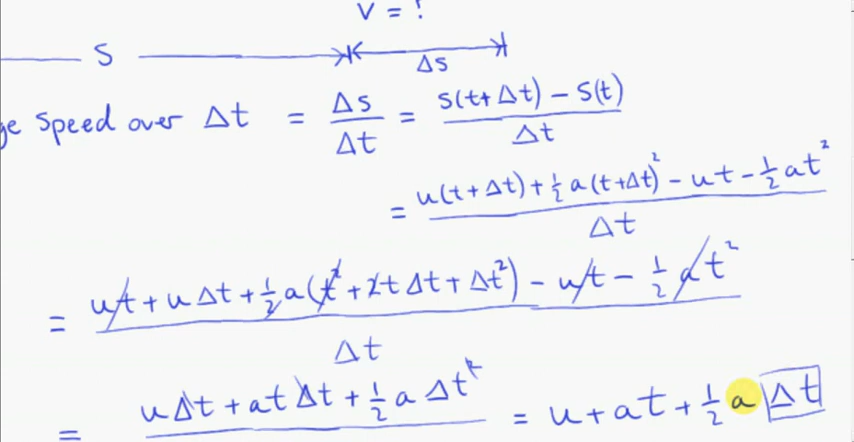 V = !
S
Δs
ge Speed over Δt = Δs/Δt = (s(t+Δt) − S(t))/Δt
= (u(t+Δt) + ½a(t+Δt)² − ut − ½at²)/Δt
= (ut + uΔt + ½a(t² + 2tΔt + Δt²) − ut − ½at²)/Δt
= uΔt + atΔt + ½aΔt² = u + at + ½aΔt